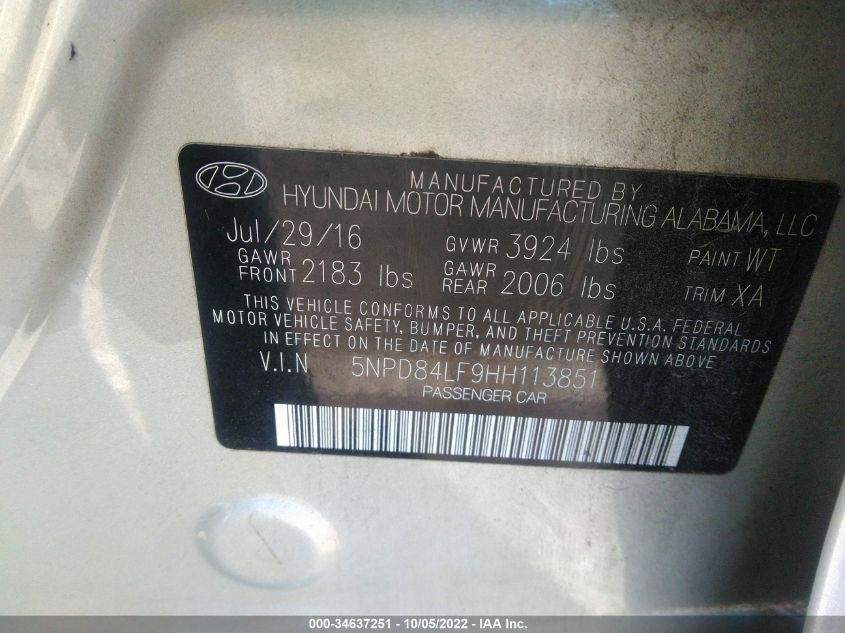 MANUFACTURED BY
HYUNDAI MOTOR MANUFACTURING ALABAMA, LLC
Jul/29/16 GVWR 3924 lbs PAINT WT
GAWR FRONT 2183 lbs GAWR REAR 2006 lbs TRIM XA
THIS VEHICLE CONFORMS TO ALL APPLICABLE U.S.A. FEDERAL
MOTOR VEHICLE SAFETY, BUMPER, AND THEFT PREVENTION STANDARDS
IN EFFECT ON THE DATE OF MANUFACTURE SHOWN ABOVE
V.I.N 5NPD84LF9HH113851
PASSENGER CAR
000-34637251 - 10/05/2022 - IAA Inc.